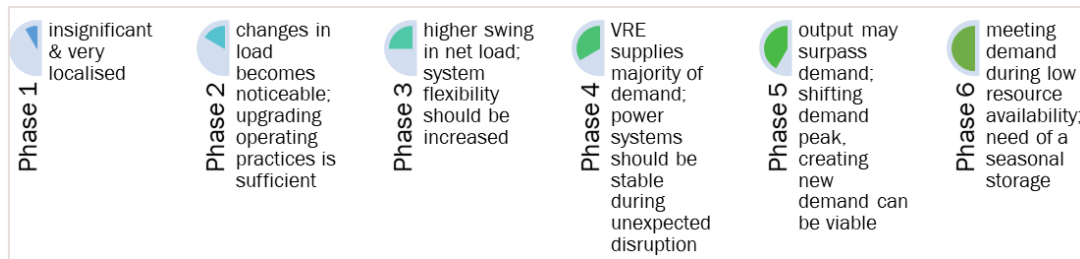 Phase 1
insignificant
& very
localised
Phase 2
changes in
load
becomes
noticeable;
upgrading
operating
practices is
sufficient
Phase 3
higher swing
in net load;
system
flexibility
should be
increased
Phase 4
VRE
supplies
majority of
demand;
power
systems
should be
stable
during
unexpected
disruption
Phase 5
output may
surpass
demand;
shifting
demand
peak,
creating
new
demand can
be viable
Phase 6
meeting
demand
during low
resource
availability;
need of a
seasonal
storage